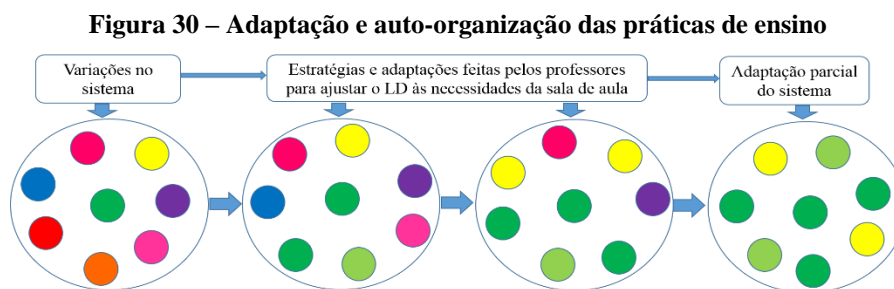 Figura 30 – Adaptação e auto-organização das práticas de ensino
Variações no
sistema
Estratégias e adaptações feitas pelos professores
para ajustar o LD às necessidades da sala de aula
Adaptação parcial
do sistema